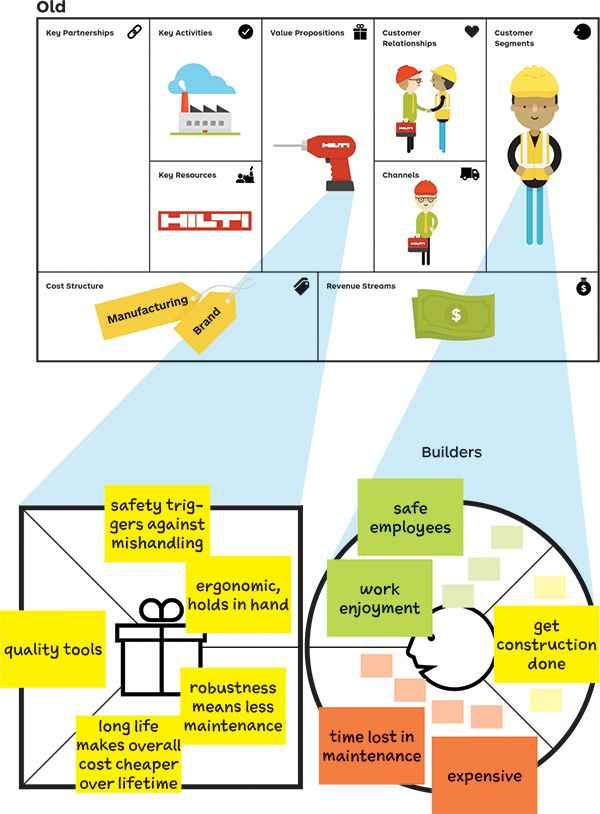 Old
Key Partnerships
Key Activities
Value Propositions
Customer
Relationships
Customer
Segments
HILTI
HILTI
Key Resources
HILTI
Channels
HILTI
Cost Structure
Manufacturing
Brand
Revenue Streams
$
$
Builders
safety trig-
gers against
mishandling
ergonomic,
holds in hand
quality tools
robustness
means less
maintenance
long life
makes overall
cost cheaper
over lifetime
safe
employees
work
enjoyment
get
construction
done
time lost in
maintenance
expensive